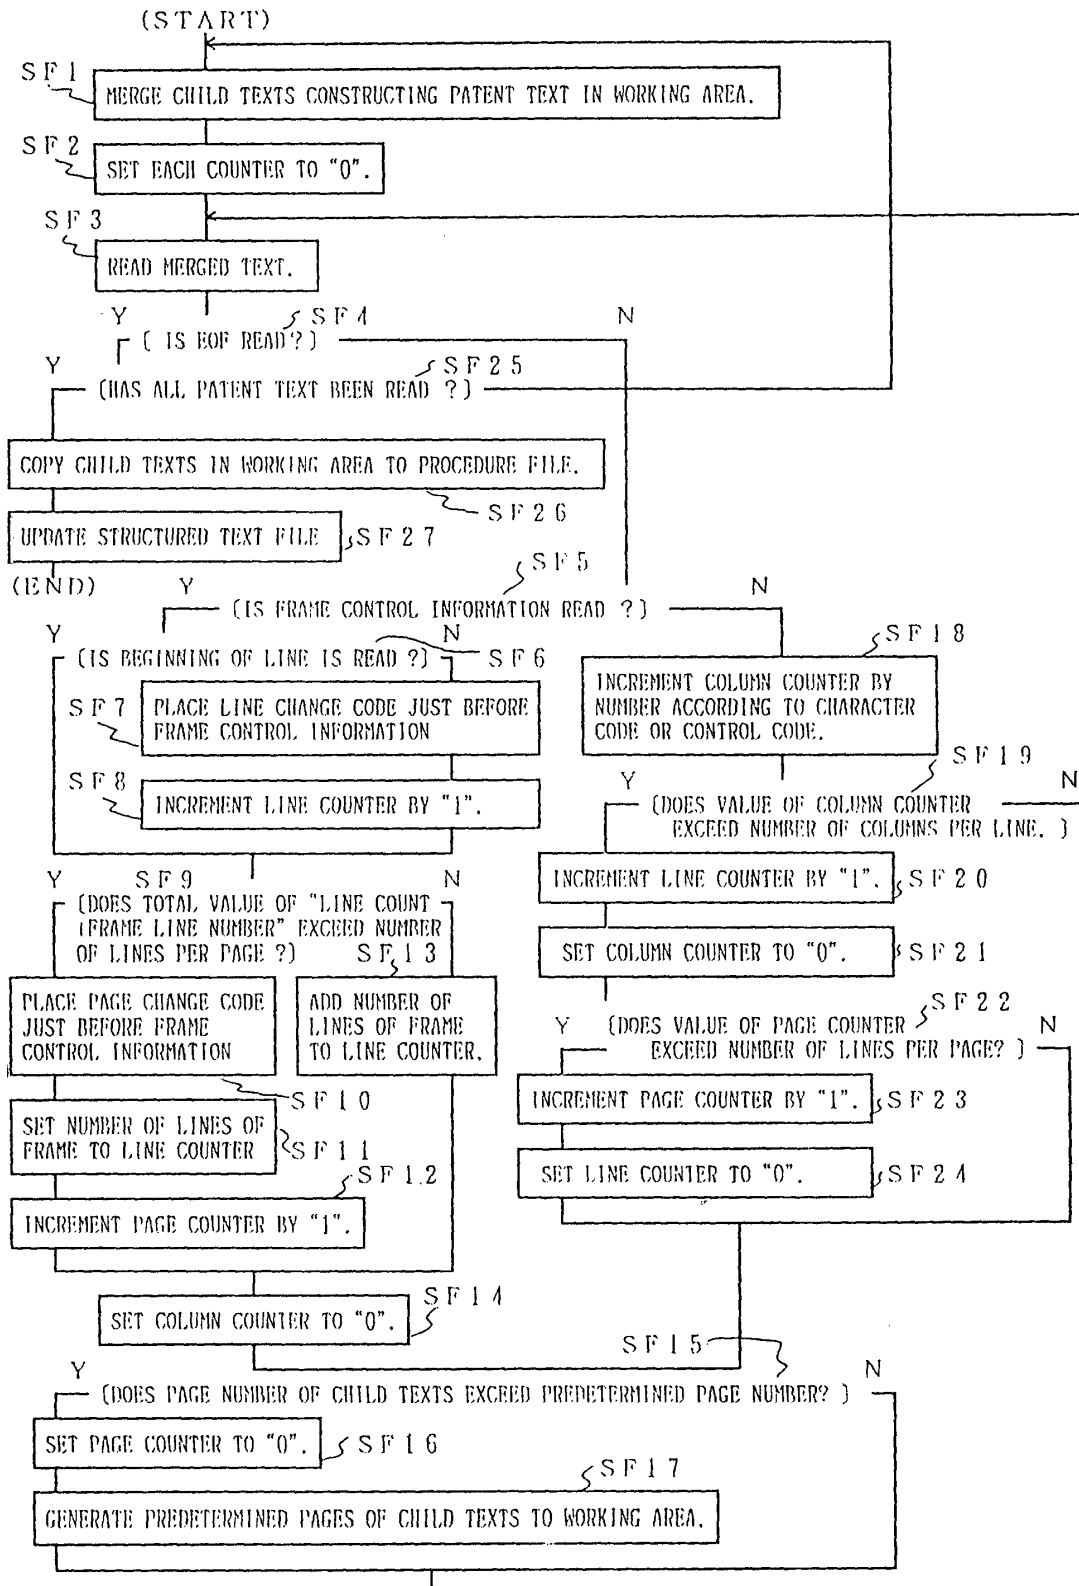 (START)
SF1
MERGE CHILD TEXTS CONSTRUCTING PATENT TEXT IN WORKING AREA.
SF2
SET EACH COUNTER TO "0".
SF3
READ MERGED TEXT.
Y SF4 N
( IS EOF READ? )
Y SF25
(HAS ALL PATENT TEXT BEEN READ ?)
COPY CHILD TEXTS IN WORKING AREA TO PROCEDURE FILE.
SF26
UPDATE STRUCTURED TEXT FILE
SF27
(END)
Y SF5 N
(IS FRAME CONTROL INFORMATION READ ?)
Y N
(IS BEGINNING OF LINE IS READ ?)
SF6
SF7
PLACE LINE CHANGE CODE JUST BEFORE
FRAME CONTROL INFORMATION
SF8
INCREMENT LINE COUNTER BY "1".
SF18
INCREMENT COLUMN COUNTER BY
NUMBER ACCORDING TO CHARACTER
CODE OR CONTROL CODE.
Y SF19 N
(DOES VALUE OF COLUMN COUNTER
EXCEED NUMBER OF COLUMNS PER LINE. )
INCREMENT LINE COUNTER BY "1".
SF20
SET COLUMN COUNTER TO "0".
SF21
Y SF9 N
(DOES TOTAL VALUE OF "LINE COUNT
+FRAME LINE NUMBER" EXCEED NUMBER
OF LINES PER PAGE ?)
SF13
PLACE PAGE CHANGE CODE
JUST BEFORE FRAME
CONTROL INFORMATION
SF10
ADD NUMBER OF
LINES OF FRAME
TO LINE COUNTER.
SET NUMBER OF LINES OF
FRAME TO LINE COUNTER
SF11
SF12
INCREMENT PAGE COUNTER BY "1".
Y SF22 N
(DOES VALUE OF PAGE COUNTER
EXCEED NUMBER OF LINES PER PAGE? )
INCREMENT PAGE COUNTER BY "1".
SF23
SET LINE COUNTER TO "0".
SF24
SF14
SET COLUMN COUNTER TO "0".
SF15
Y N
(DOES PAGE NUMBER OF CHILD TEXTS EXCEED PREDETERMINED PAGE NUMBER? )
SET PAGE COUNTER TO "0".
SF16
SF17
GENERATE PREDETERMINED PAGES OF CHILD TEXTS TO WORKING AREA.